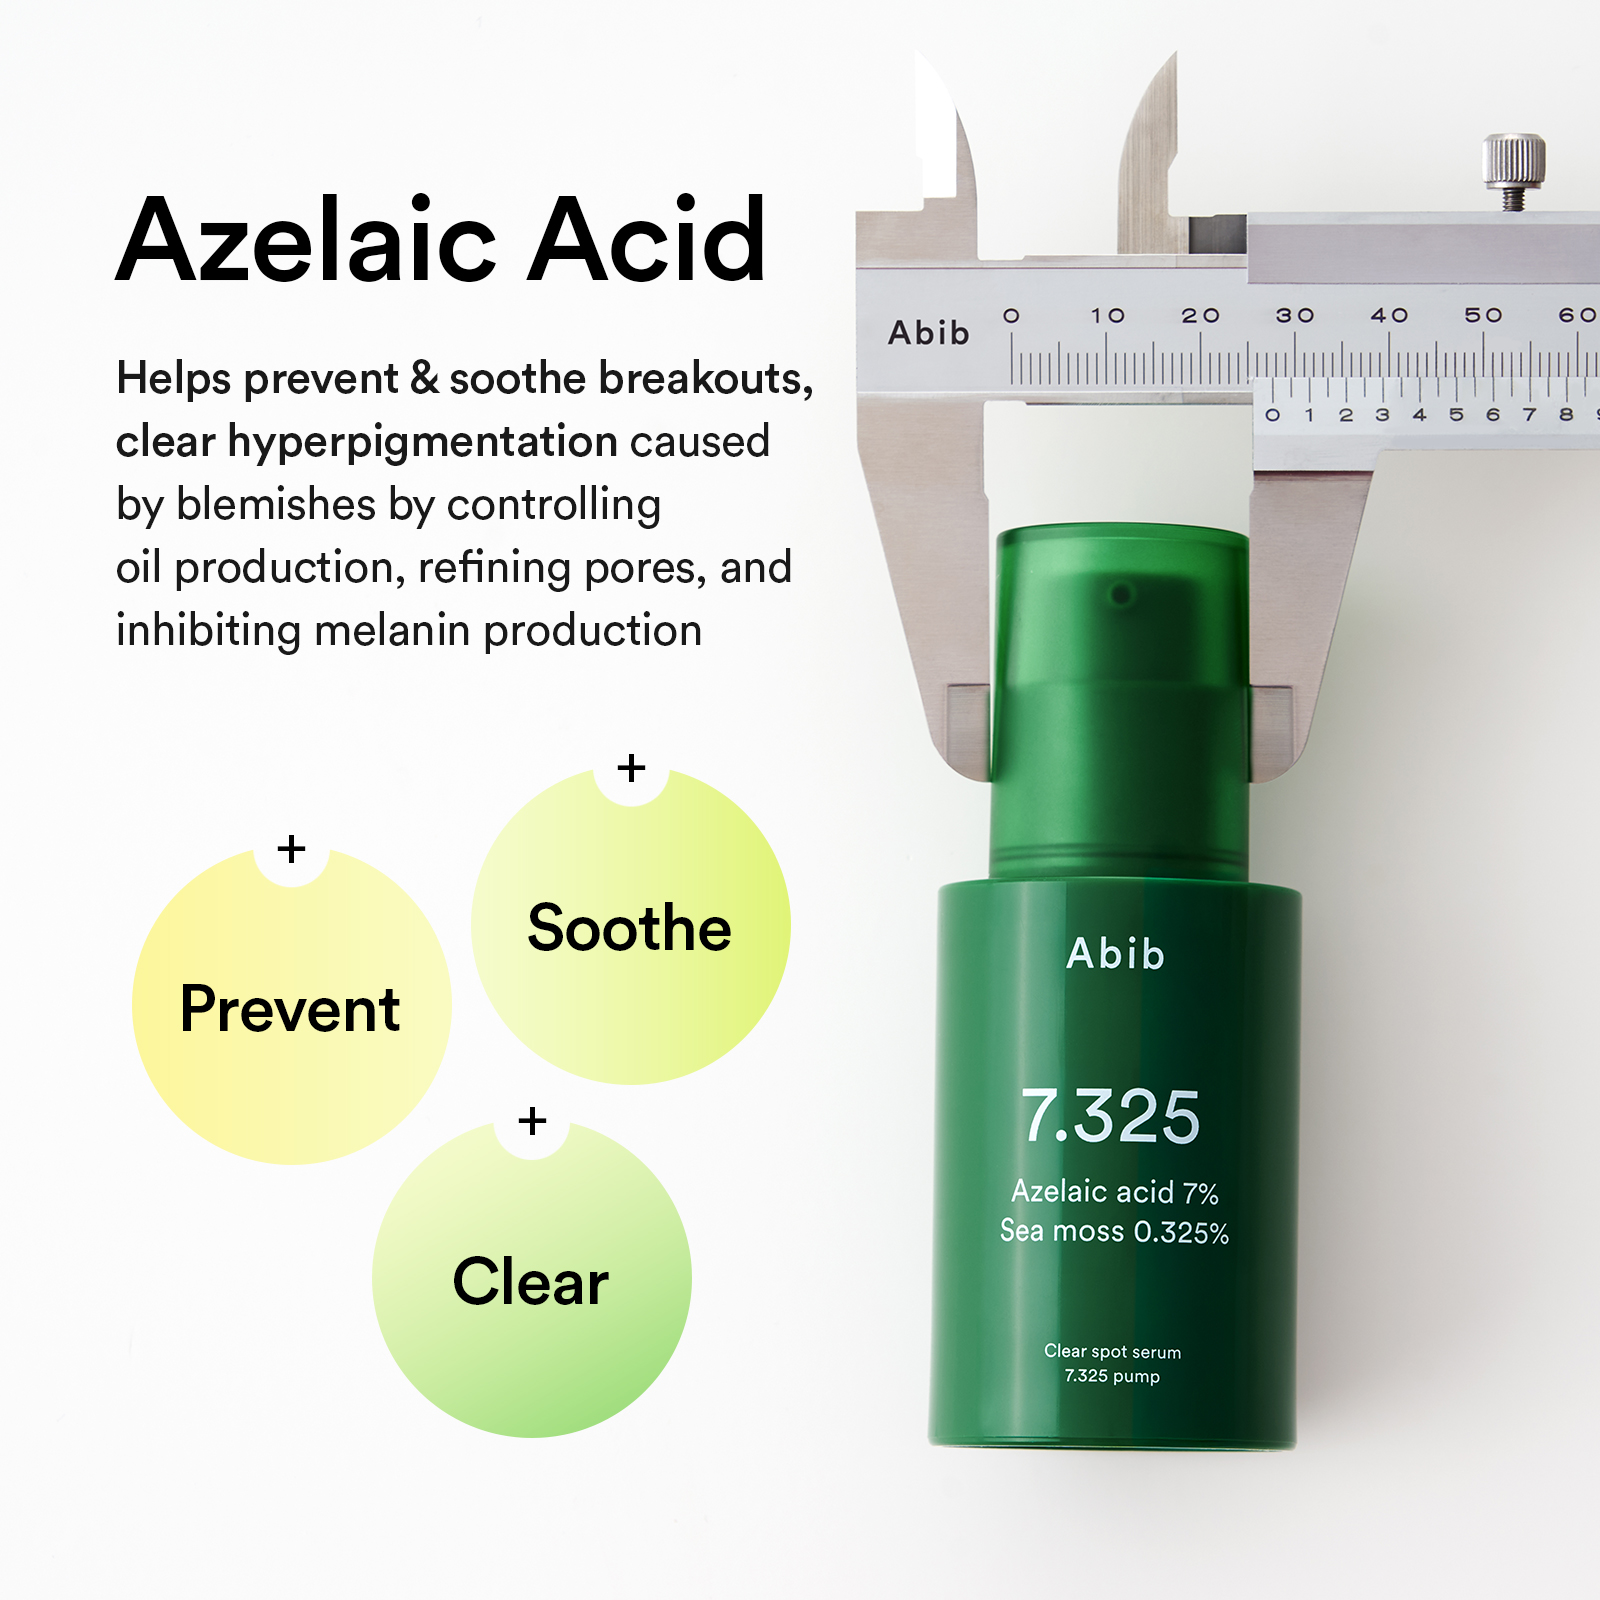 Azelaic Acid
Helps prevent & soothe breakouts,
clear hyperpigmentation caused
by blemishes by controlling
oil production, refining pores, and
inhibiting melanin production
+
Soothe
+
Prevent
+
Clear
Abib
0 10 20 30 40 50 60
0 1 2 3 4 5 6 7 8
Abib
7.325
Azelaic acid 7%
Sea moss 0.325%
Clear spot serum
7.325 pump